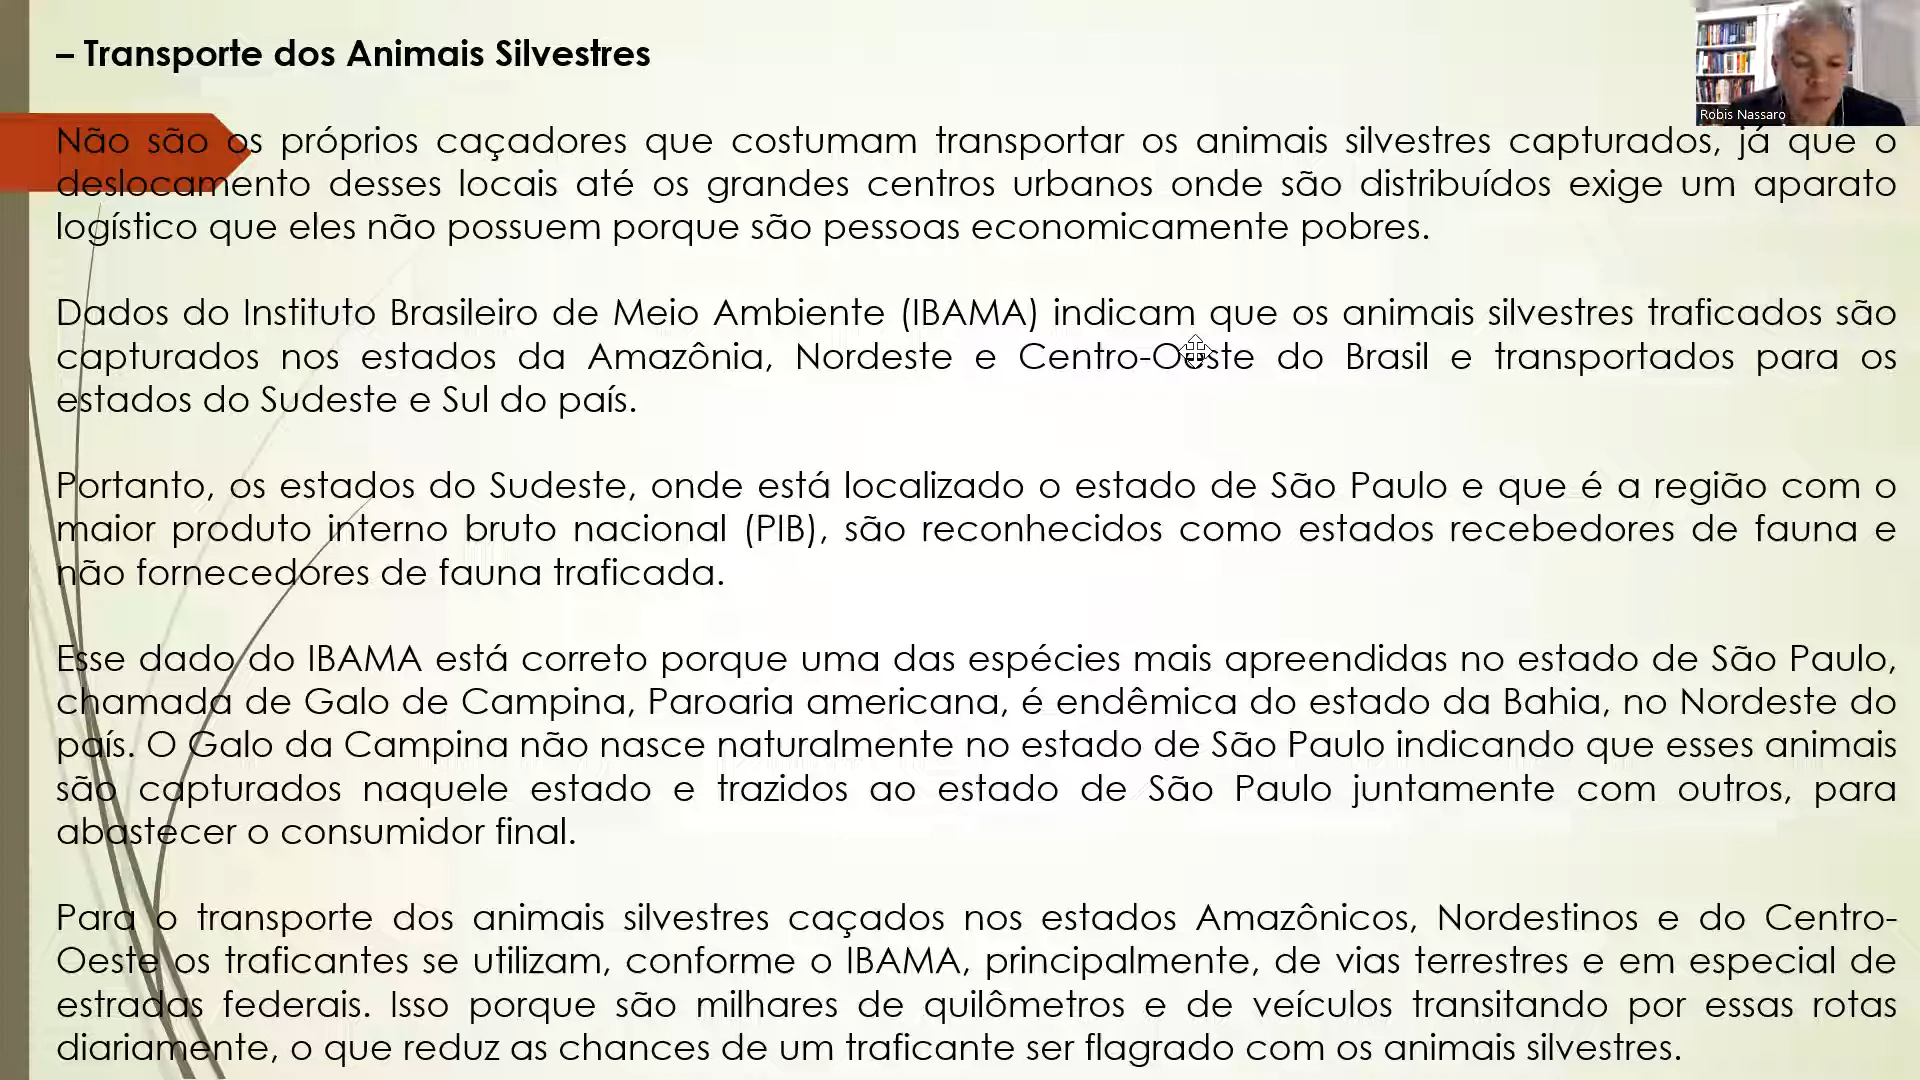 – Transporte dos Animais Silvestres
Robis Nassaro
Não são os próprios caçadores que costumam transportar os animais silvestres capturados, já que o
deslocamento desses locais até os grandes centros urbanos onde são distribuídos exige um aparato
logístico que eles não possuem porque são pessoas economicamente pobres.
Dados do Instituto Brasileiro de Meio Ambiente (IBAMA) indicam que os animais silvestres traficados são
capturados nos estados da Amazônia, Nordeste e Centro-Oeste do Brasil e transportados para os
estados do Sudeste e Sul do país.
Portanto, os estados do Sudeste, onde está localizado o estado de São Paulo e que é a região com o
maior produto interno bruto nacional (PIB), são reconhecidos como estados recebedores de fauna e
não fornecedores de fauna traficada.
Esse dado do IBAMA está correto porque uma das espécies mais apreendidas no estado de São Paulo,
chamada de Galo de Campina, Paroaria americana, é endêmica do estado da Bahia, no Nordeste do
país. O Galo da Campina não nasce naturalmente no estado de São Paulo indicando que esses animais
são capturados naquele estado e trazidos ao estado de São Paulo juntamente com outros, para
abastecer o consumidor final.
Para o transporte dos animais silvestres caçados nos estados Amazônicos, Nordestinos e do Centro-
Oeste os traficantes se utilizam, conforme o IBAMA, principalmente, de vias terrestres e em especial de
estradas federais. Isso porque são milhares de quilômetros e de veículos transitando por essas rotas
diariamente, o que reduz as chances de um traficante ser flagrado com os animais silvestres.